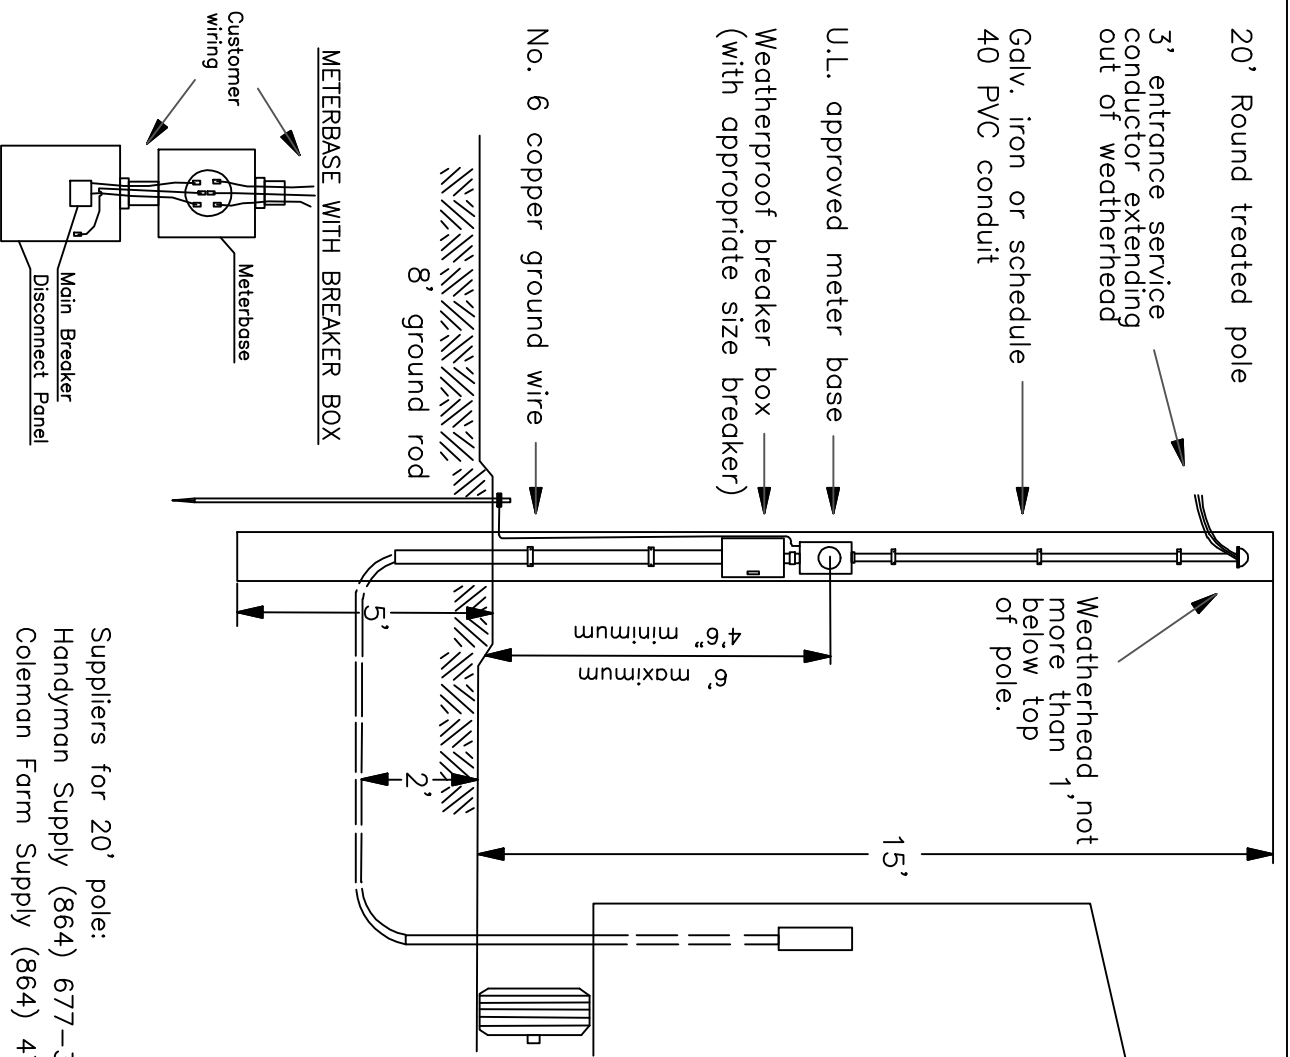 20' Round treated pole
3' entrance service
conductor extending
out of weatherhead
Galv. iron or schedule
40 PVC conduit
U.L. approved meter base
Weatherproof breaker box
(with appropriate size breaker)
No. 6 copper ground wire
8' ground rod
Weatherhead not
more than 1'
below top
of pole.
15'
4'6" minimum
6' maximum
5'
2'
METERBASE WITH BREAKER BOX
Customer
wiring
Meterbase
Main Breaker
Disconnect Panel
Suppliers for 20' pole:
Handyman Supply (864) 677-3
Coleman Farm Supply (864) 4